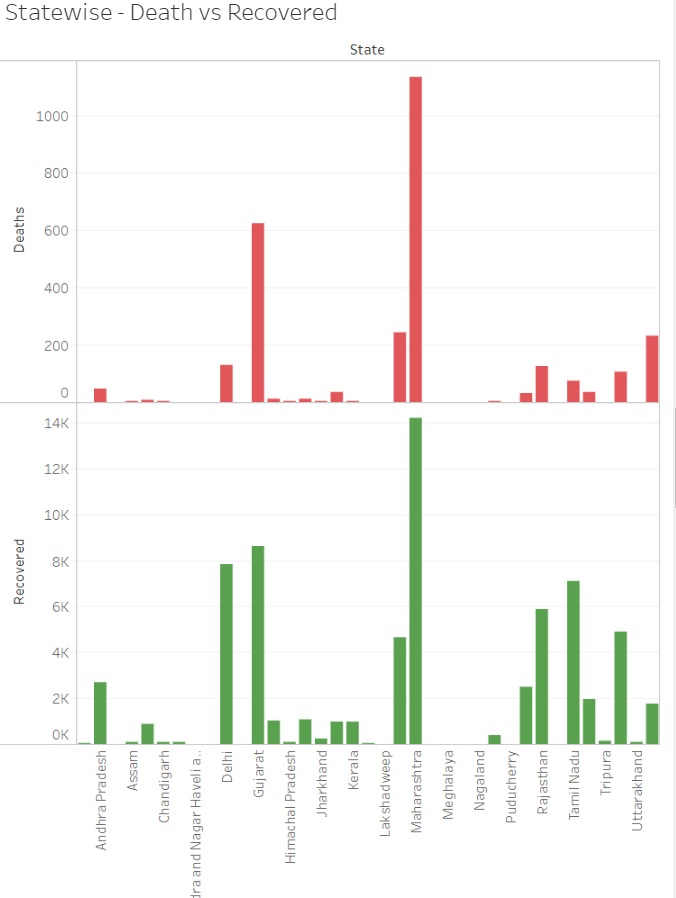 Statewise - Death vs Recovered
State
Deaths
1000
800
600
400
200
0
Recovered
14K
12K
10K
8K
6K
4K
2K
0K
Andhra Pradesh
Assam
Chandigarh
dra and Nagar Haveli a..
Delhi
Gujarat
Himachal Pradesh
Jharkhand
Kerala
Lakshadweep
Maharashtra
Meghalaya
Nagaland
Puducherry
Rajasthan
Tamil Nadu
Tripura
Uttarakhand